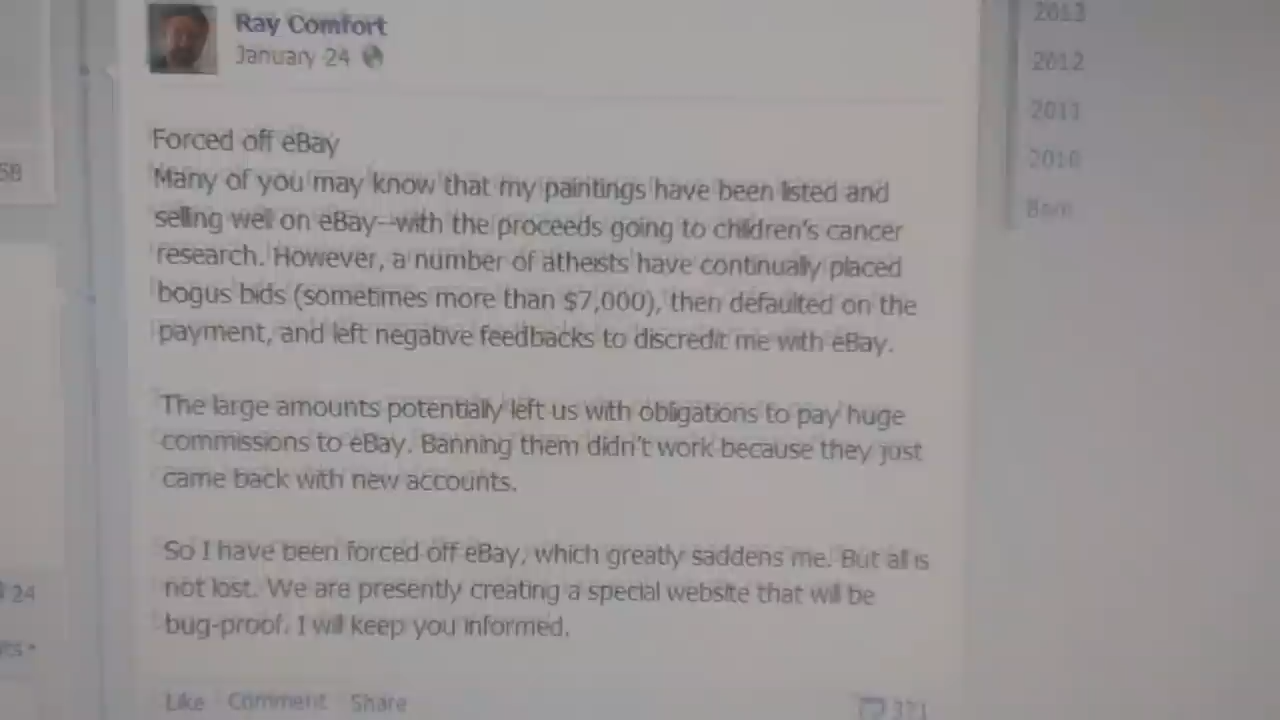 Ray Comfort
January 24
Forced off eBay
Many of you may know that my paintings have been listed and
selling well on eBay--with the proceeds going to children's cancer
research. However, a number of atheists have continually placed
bogus bids (sometimes more than $7,000), then defaulted on the
payment, and left negative feedbacks to discredit me with eBay.
The large amounts potentially left us with obligations to pay huge
commissions to eBay. Banning them didn't work because they just
came back with new accounts.
So I have been forced off eBay, which greatly saddens me. But all is
not lost. We are presently creating a special website that will be
bug-proof. I will keep you informed.
Like Comment Share
371
2013
2012
2011
2010
Born
58
24